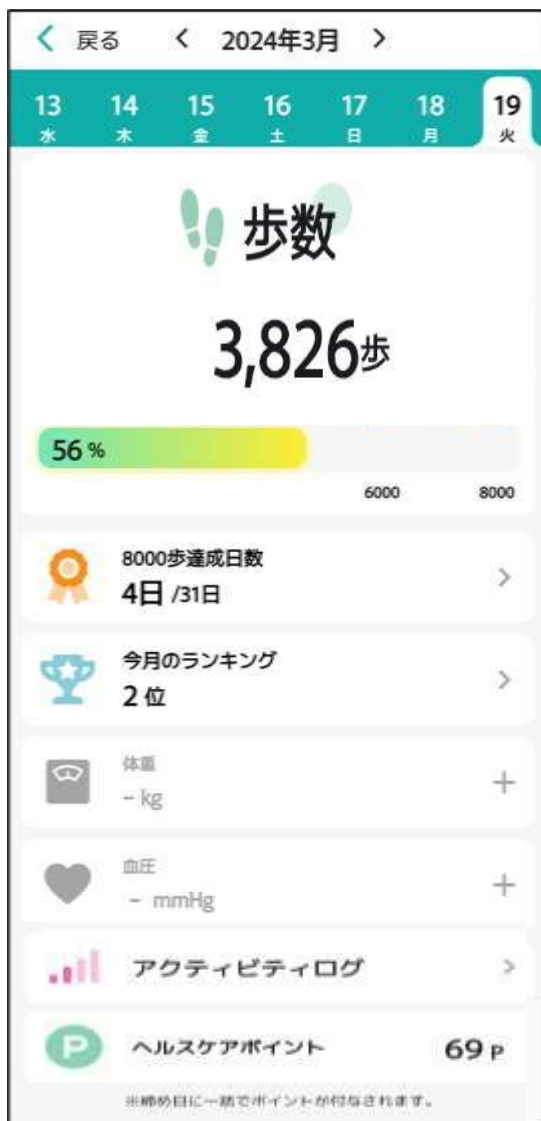 戻る 2024年3月
13 14 15 16 17 18 19
水 木 金 土 日 月 火
歩数
3,826歩
56 %
6000 8000
8000歩達成日数
4日 /31日
今月のランキング
2 位
体重
- kg
血圧
- mmHg
アクティビティログ
P ヘルスケアポイント 69 P
※締め日に一括でポイントが付与されます。